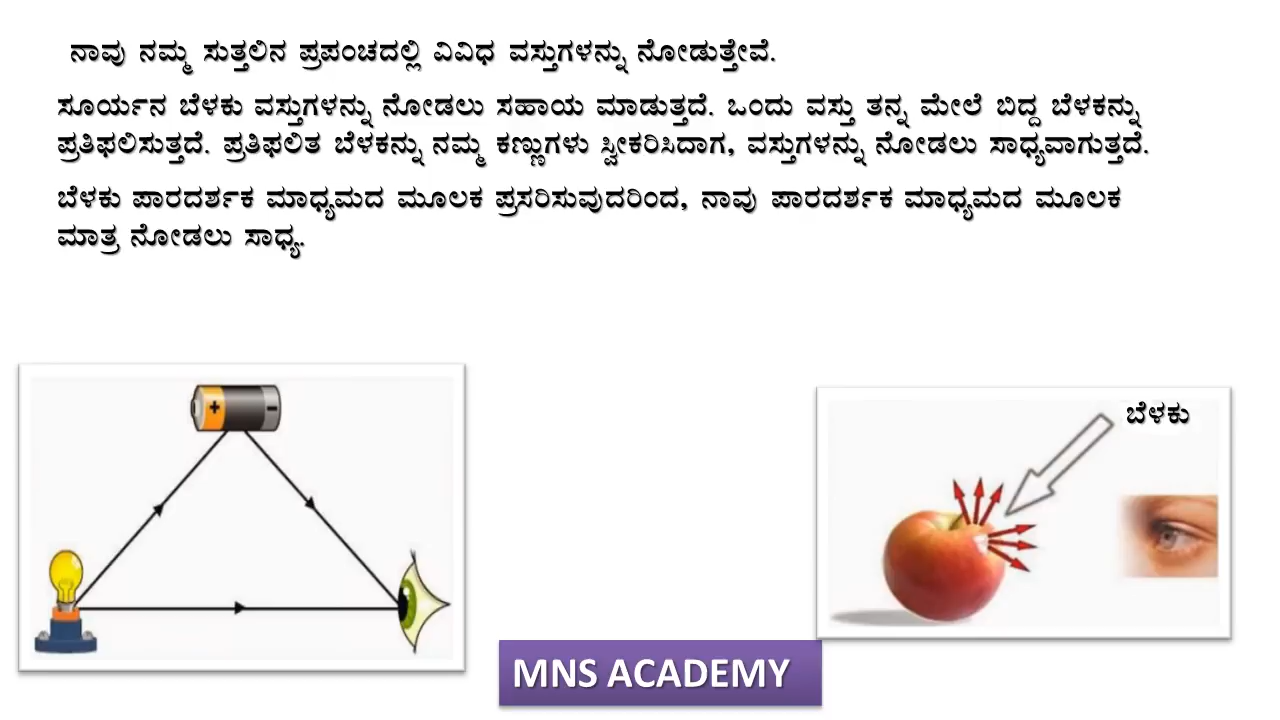 ನಾವು ನಮ್ಮ ಸುತ್ತಲಿನ ಪ್ರಪಂಚದಲ್ಲಿ ವಿವಿಧ ವಸ್ತುಗಳನ್ನು ನೋಡುತ್ತೇವೆ.
ಸೂರ್ಯನ ಬೆಳಕು ವಸ್ತುಗಳನ್ನು ನೋಡಲು ಸಹಾಯ ಮಾಡುತ್ತದೆ. ಒಂದು ವಸ್ತು ತನ್ನ ಮೇಲೆ ಬಿದ್ದ ಬೆಳಕನ್ನು
ಪ್ರತಿಫಲಿಸುತ್ತದೆ. ಪ್ರತಿಫಲಿತ ಬೆಳಕನ್ನು ನಮ್ಮ ಕಣ್ಣುಗಳು ಸ್ವೀಕರಿಸಿದಾಗ, ವಸ್ತುಗಳನ್ನು ನೋಡಲು ಸಾಧ್ಯವಾಗುತ್ತದೆ.
ಬೆಳಕು ಪಾರದರ್ಶಕ ಮಾಧ್ಯಮದ ಮೂಲಕ ಪ್ರಸರಿಸುವುದರಿಂದ, ನಾವು ಪಾರದರ್ಶಕ ಮಾಧ್ಯಮದ ಮೂಲಕ
ಮಾತ್ರ ನೋಡಲು ಸಾಧ್ಯ.
+ −
ಬೆಳಕು
MNS ACADEMY